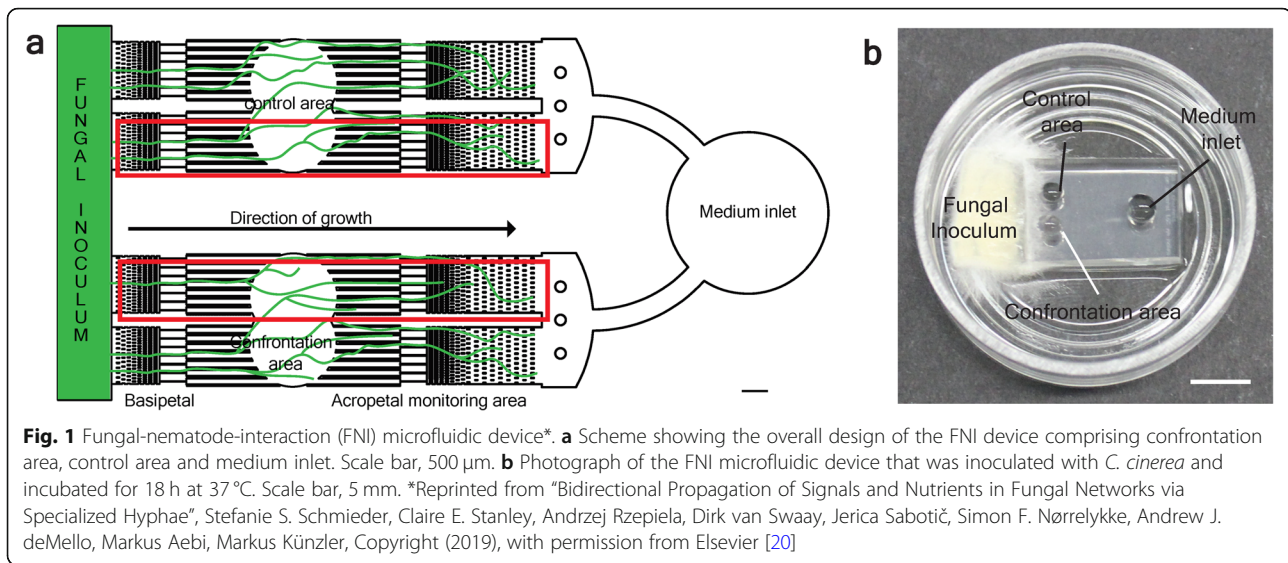 a
FUNGAL INOCULUM
control area
Direction of growth
Medium inlet
Confrontation
area
Basipetal
Acropetal monitoring area
b
Control
area
Medium
inlet
Fungal
Inoculum
Confrontation area
Fig. 1 Fungal-nematode-interaction (FNI) microfluidic device*. a Scheme showing the overall design of the FNI device comprising confrontation
area, control area and medium inlet. Scale bar, 500 μm. b Photograph of the FNI microfluidic device that was inoculated with C. cinerea and
incubated for 18 h at 37 °C. Scale bar, 5 mm. *Reprinted from “Bidirectional Propagation of Signals and Nutrients in Fungal Networks via
Specialized Hyphae”, Stefanie S. Schmieder, Claire E. Stanley, Andrzej Rzepiela, Dirk van Swaay, Jerica Sabotič, Simon F. Nørrelykke, Andrew J.
deMello, Markus Aebi, Markus Künzler, Copyright (2019), with permission from Elsevier [20]